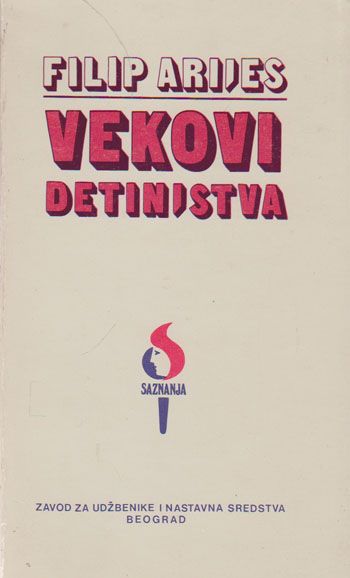 FILIP ARIJES
VEKOVI
DETINJSTVA
SAZNANJA
ZAVOD ZA UDŽBENIKE I NASTAVNA SREDSTVA
BEOGRAD